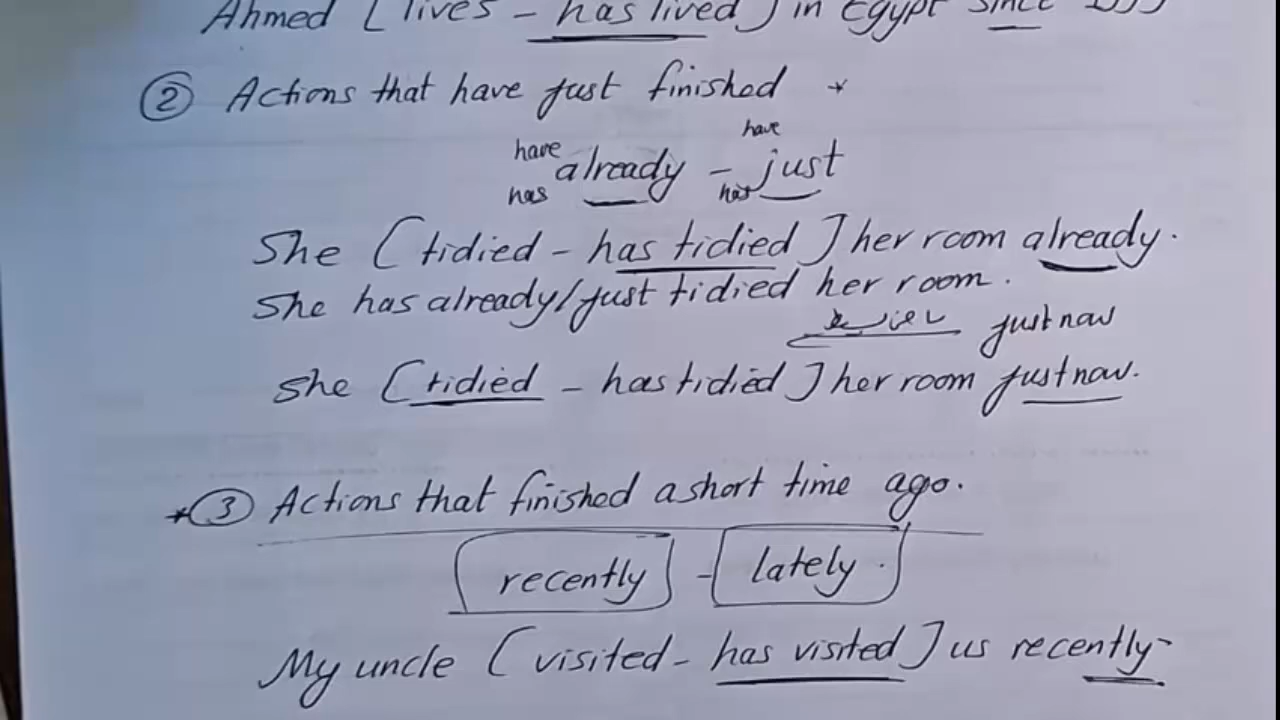 Ahmed [lives - has lived] in Egypt since
② Actions that have just finished *
have have
already - just
has has
She [tidied - has tidied] her room already.
She has already/just tidied her room.
just now
She [tidied - has tidied] her room just now.
* ③ Actions that finished a short time ago.
recently - lately.
My uncle [visited - has visited] us recently-